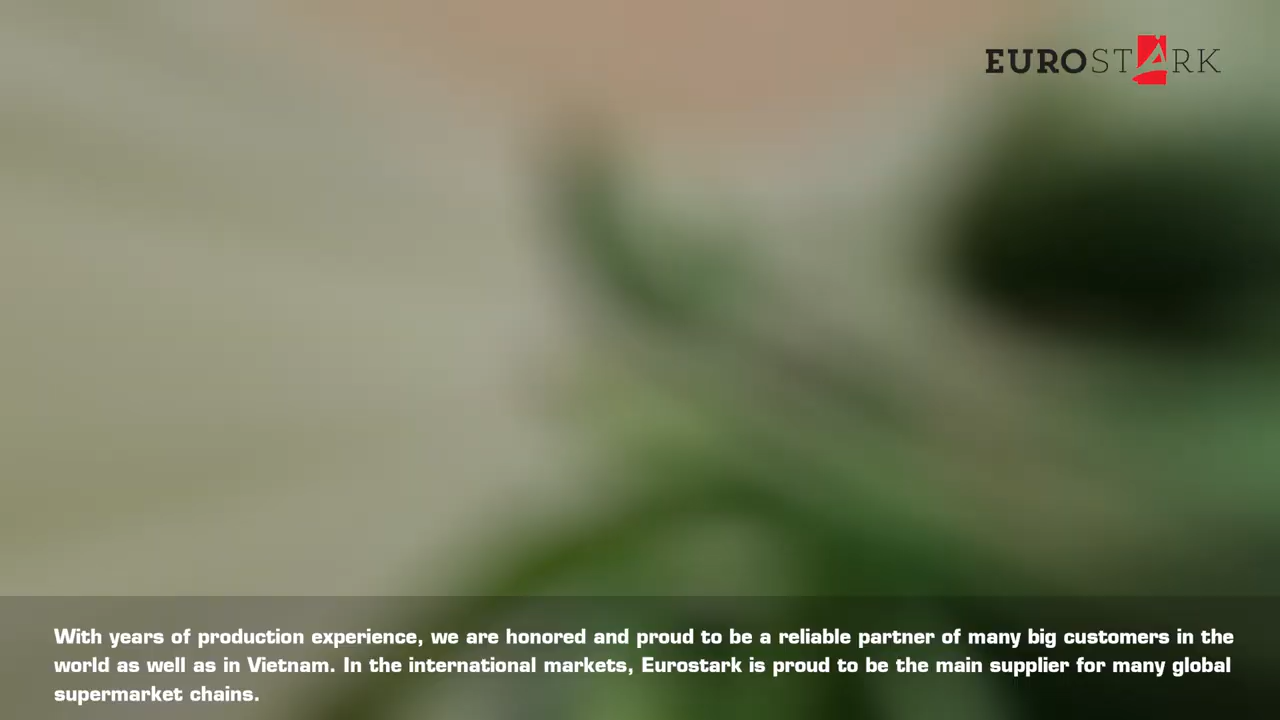 EUROSTARK
With years of production experience, we are honored and proud to be a reliable partner of many big customers in the
world as well as in Vietnam. In the international markets, Eurostark is proud to be the main supplier for many global
supermarket chains.